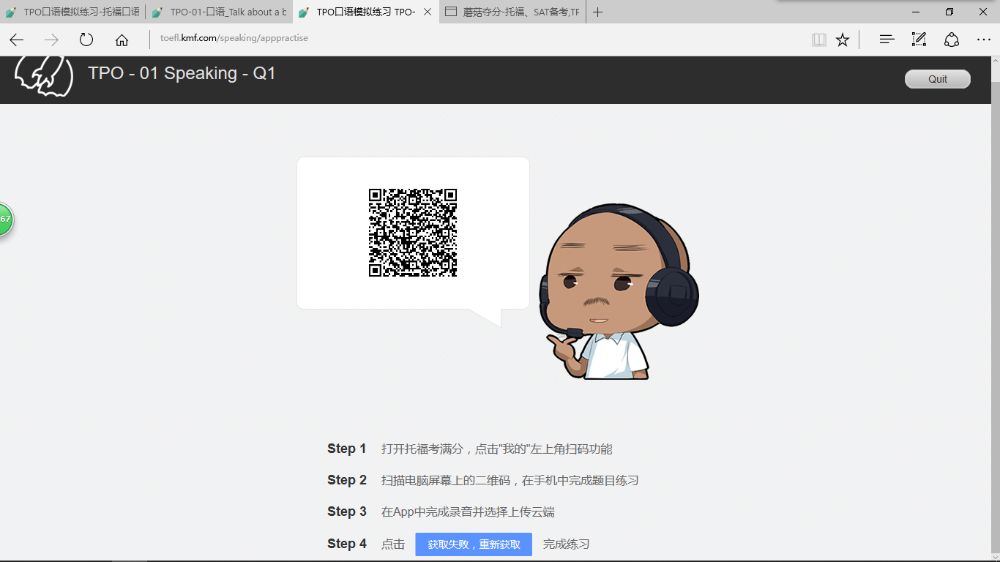 TPO口语模拟练习-托福口语
TPO-01-口语_Talk about a b
TPO口语模拟练习 TPO-
蘑菇夺分-托福、SAT备考,TF
toefl.kmf.com/speaking/apppractise
TPO - 01 Speaking - Q1
Quit
67
Step 1 打开托福考满分，点击"我的"左上角扫码功能
Step 2 扫描电脑屏幕上的二维码，在手机中完成题目练习
Step 3 在App中完成录音并选择上传云端
Step 4 点击 获取失败，重新获取 完成练习